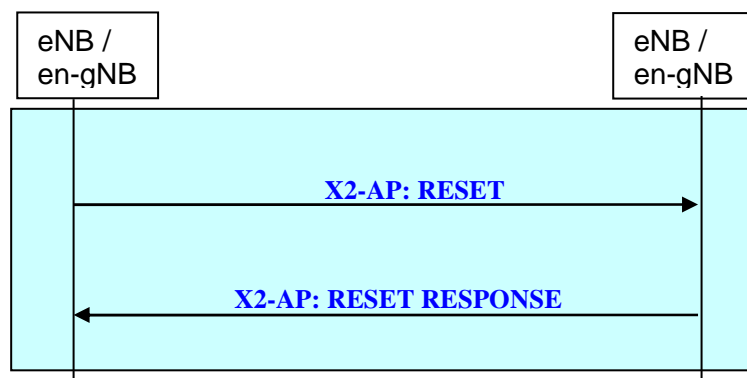 eNB /
en-gNB
eNB /
en-gNB
X2-AP: RESET
X2-AP: RESET RESPONSE